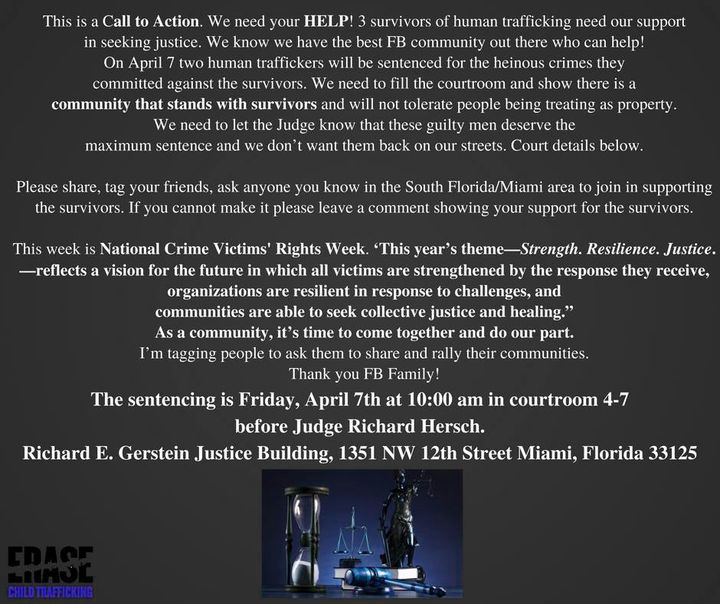 This is a Call to Action. We need your HELP! 3 survivors of human trafficking need our support
in seeking justice. We know we have the best FB community out there who can help!
On April 7 two human traffickers will be sentenced for the heinous crimes they
committed against the survivors. We need to fill the courtroom and show there is a
community that stands with survivors and will not tolerate people being treating as property.
We need to let the Judge know that these guilty men deserve the
maximum sentence and we don’t want them back on our streets. Court details below.
Please share, tag your friends, ask anyone you know in the South Florida/Miami area to join in supporting
the survivors. If you cannot make it please leave a comment showing your support for the survivors.
This week is National Crime Victims' Rights Week. ‘This year’s theme—Strength. Resilience. Justice.
—reflects a vision for the future in which all victims are strengthened by the response they receive,
organizations are resilient in response to challenges, and
communities are able to seek collective justice and healing.”
As a community, it’s time to come together and do our part.
I’m tagging people to ask them to share and rally their communities.
Thank you FB Family!
The sentencing is Friday, April 7th at 10:00 am in courtroom 4-7
before Judge Richard Hersch.
Richard E. Gerstein Justice Building, 1351 NW 12th Street Miami, Florida 33125
ERASE
CHILD TRAFFICKING